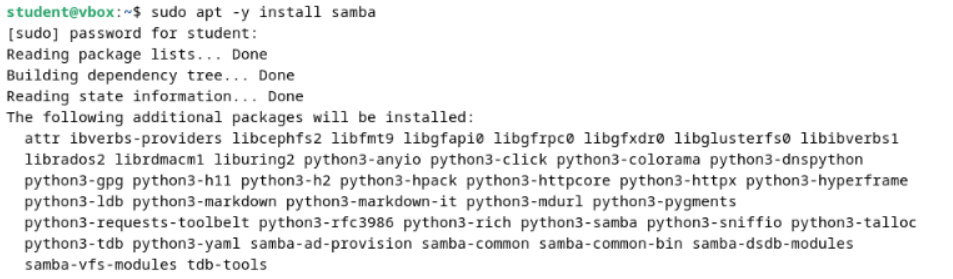 student@vbox:~$ sudo apt -y install samba
[sudo] password for student:
Reading package lists... Done
Building dependency tree... Done
Reading state information... Done
The following additional packages will be installed:
attr ibverbs-providers libcephfs2 libfmt9 libgfapi0 libgfrpc0 libgfxdr0 libglusterfs0 libibverbs1
librados2 librdmacm1 liburing2 python3-anyio python3-click python3-colorama python3-dnspython
python3-gpg python3-h11 python3-h2 python3-hpack python3-httpcore python3-httpx python3-hyperframe
python3-ldb python3-markdown python3-markdown-it python3-mdurl python3-pygments
python3-requests-toolbelt python3-rfc3986 python3-rich python3-samba python3-sniffio python3-talloc
python3-tdb python3-yaml samba-ad-provision samba-common samba-common-bin samba-dsdb-modules
samba-vfs-modules tdb-tools